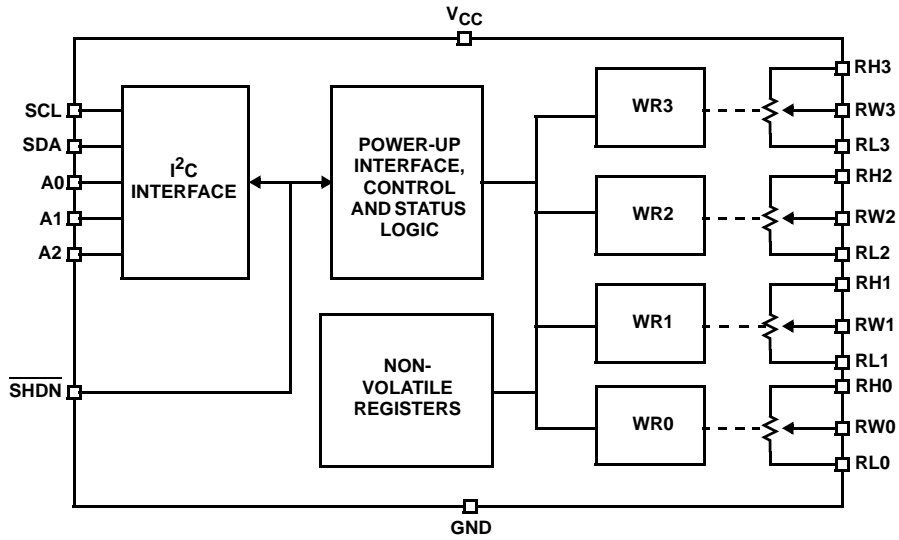 VCC
SCL
SDA
A0
A1
A2
SHDN
I2C
INTERFACE
POWER-UP
INTERFACE,
CONTROL
AND STATUS
LOGIC
NON-
VOLATILE
REGISTERS
WR3
WR2
WR1
WR0
RH3
RW3
RL3
RH2
RW2
RL2
RH1
RW1
RL1
RH0
RW0
RL0
GND